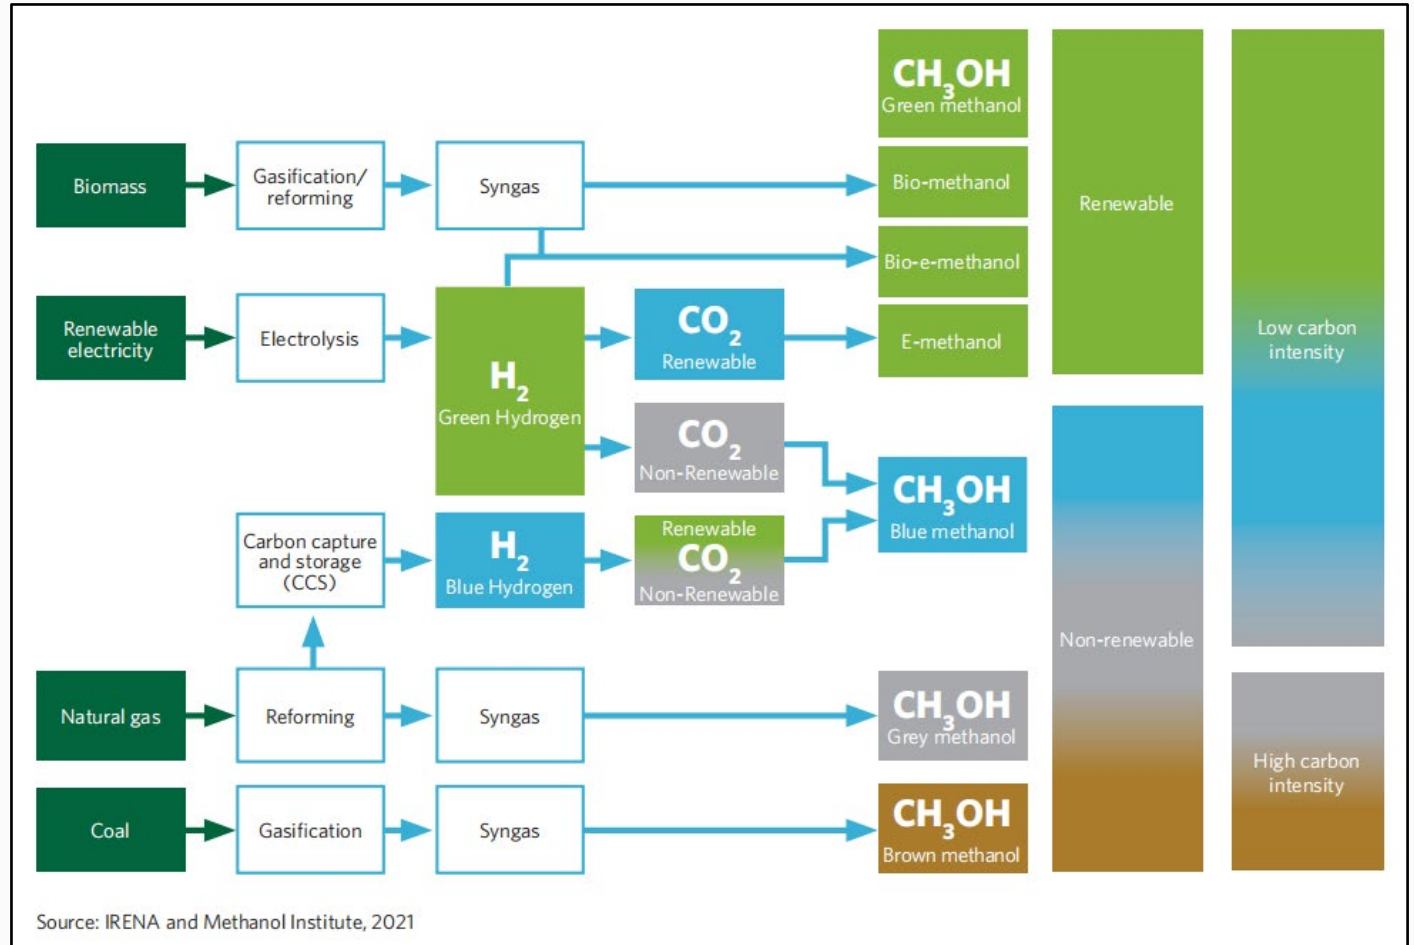 CH3OH
Green methanol
Biomass
Gasification/
reforming
Syngas
Bio-methanol
Renewable
Bio-e-methanol
Renewable
electricity
Electrolysis
H2
Green Hydrogen
CO2
Renewable
E-methanol
Low carbon
intensity
CO2
Non-Renewable
CH3OH
Blue methanol
Carbon capture
and storage
(CCS)
H2
Blue Hydrogen
Renewable
CO2
Non-Renewable
Non-renewable
Natural gas
Reforming
Syngas
CH3OH
Grey methanol
High carbon
intensity
Coal
Gasification
Syngas
CH3OH
Brown methanol
Source: IRENA and Methanol Institute, 2021